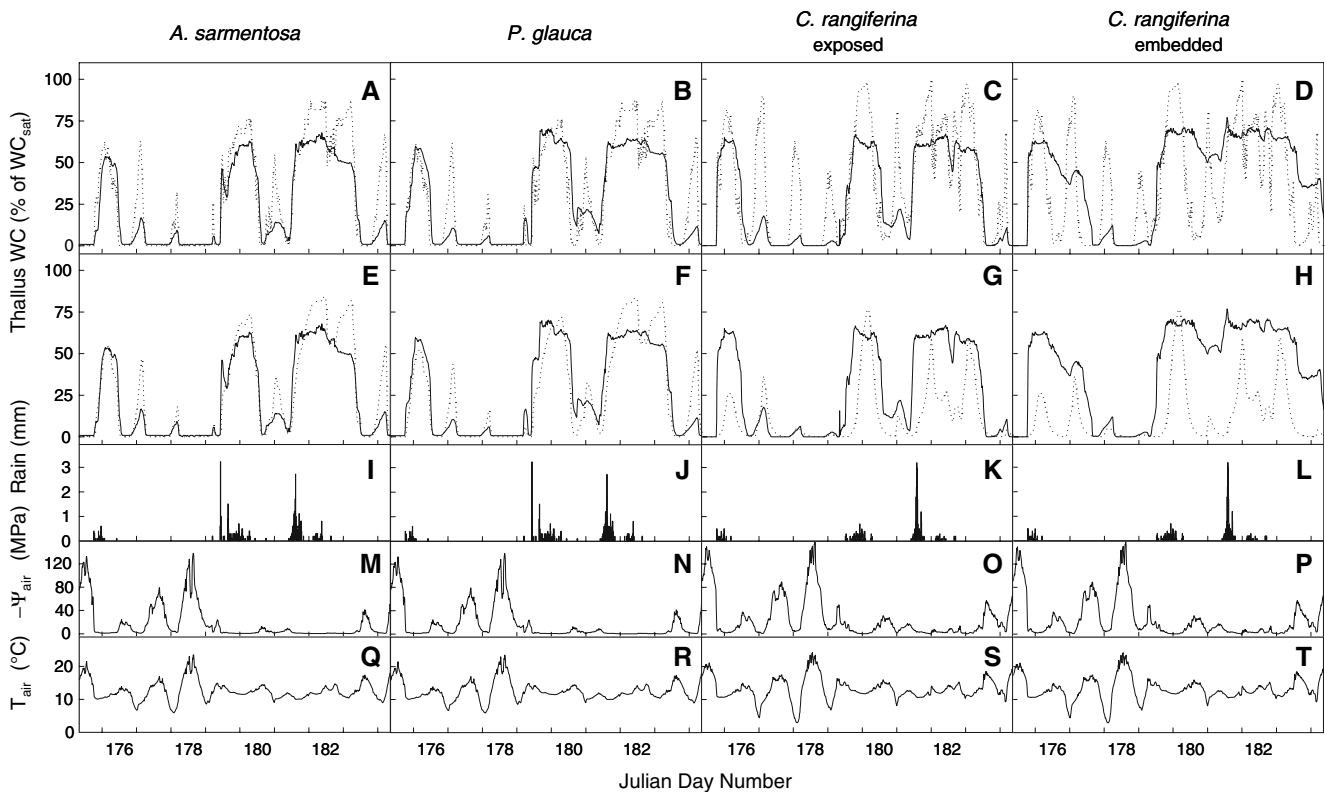 A. sarmentosa
P. glauca
C. rangiferina
exposed
C. rangiferina
embedded
Thallus WC (% of WCsat)
100
75
50
25
0
A
B
C
D
100
75
50
25
0
E
F
G
H
Rain (mm)
3
2
1
0
I
J
K
L
−Ψair (MPa)
120
80
40
0
M
N
O
P
Tair (°C)
20
10
0
Q
R
S
T
176 178 180 182
176 178 180 182
176 178 180 182
176 178 180 182
Julian Day Number